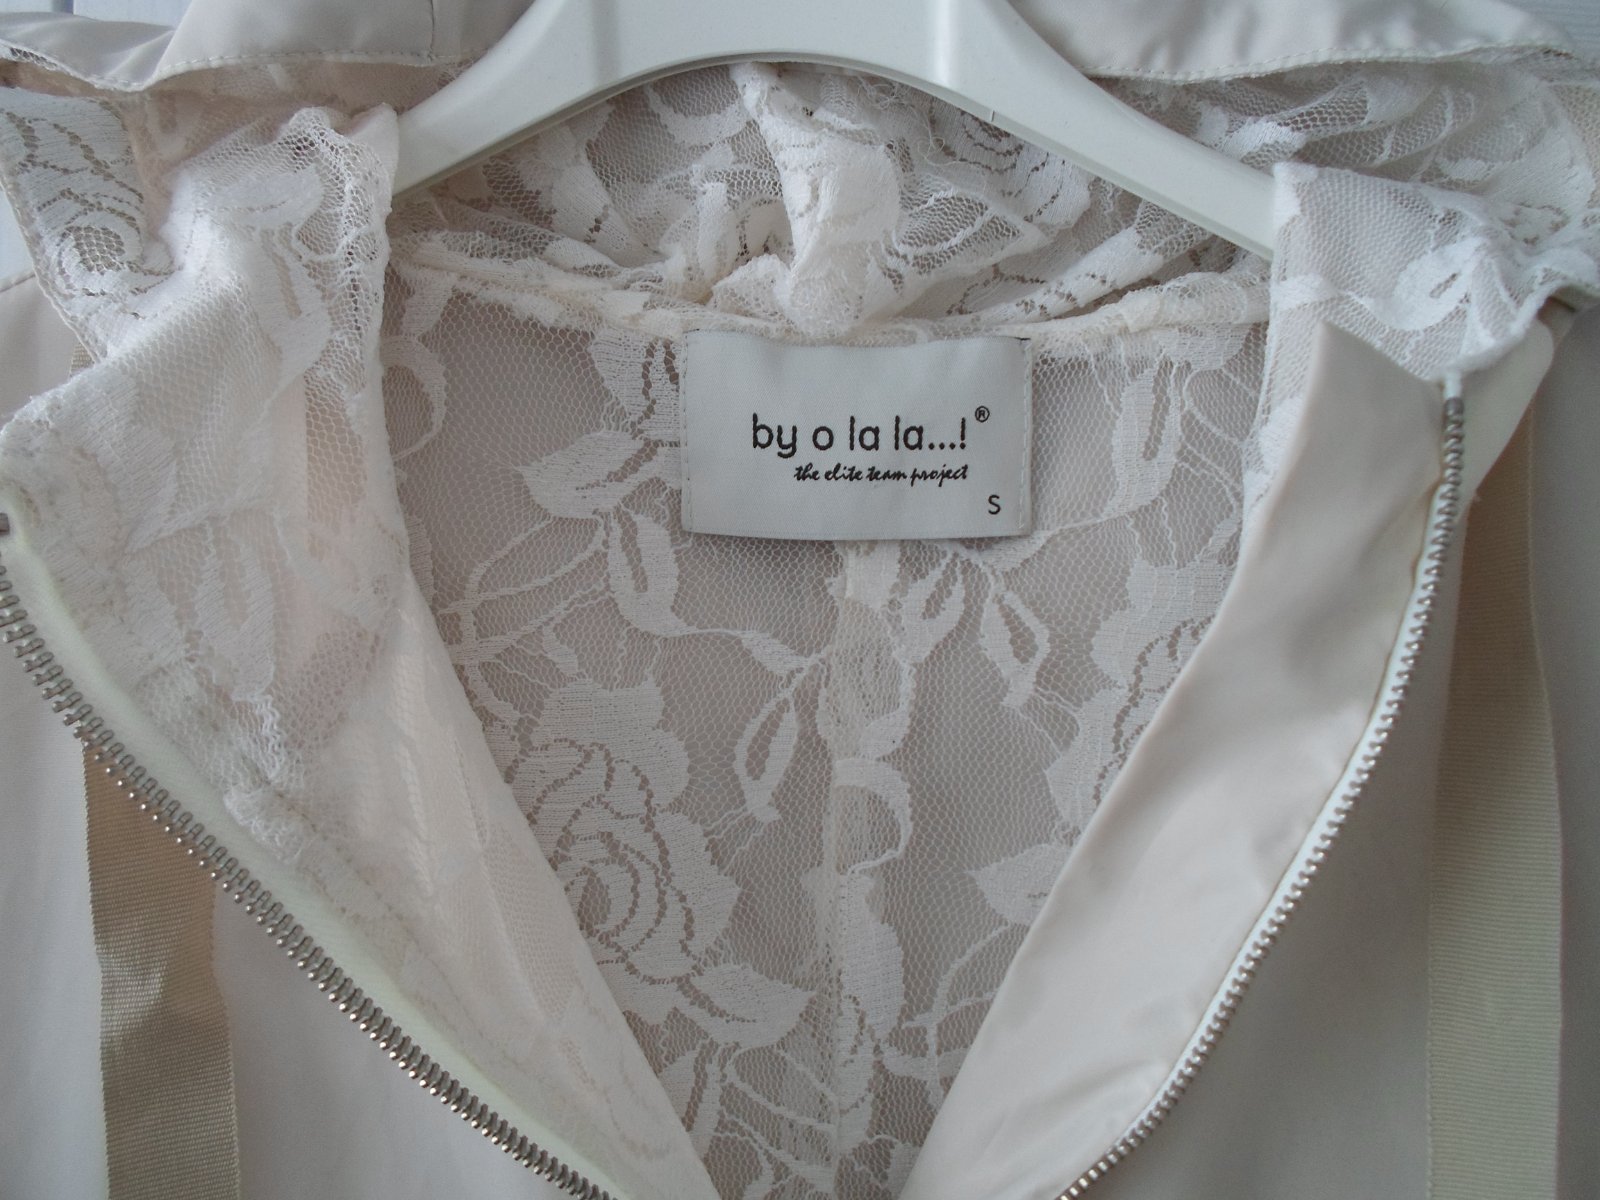 by o la la...!®
the elite team project
S